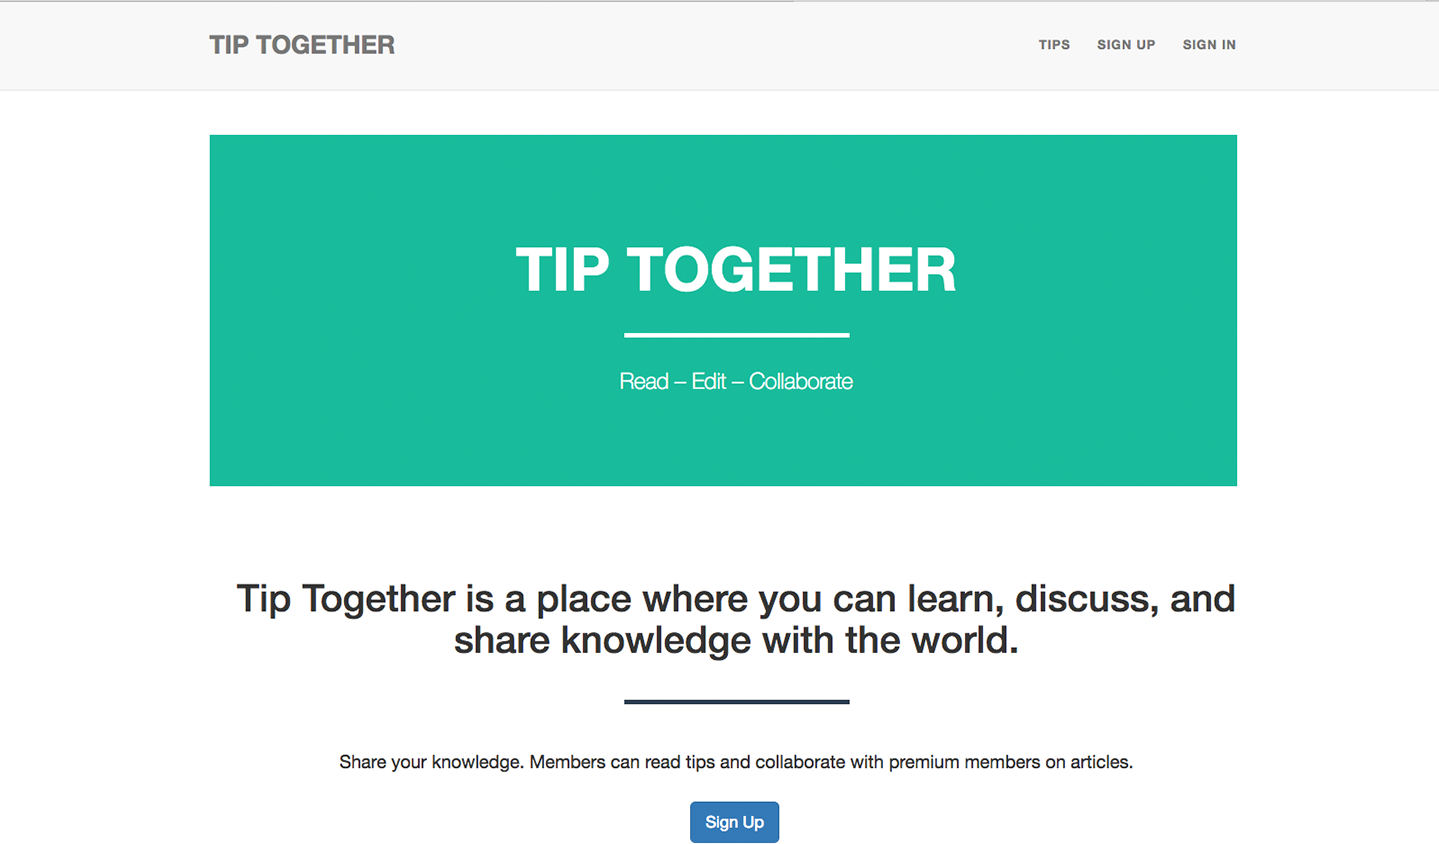 TIP TOGETHER
TIPS SIGN UP SIGN IN
TIP TOGETHER
Read – Edit – Collaborate
Tip Together is a place where you can learn, discuss, and
share knowledge with the world.
Share your knowledge. Members can read tips and collaborate with premium members on articles.
Sign Up